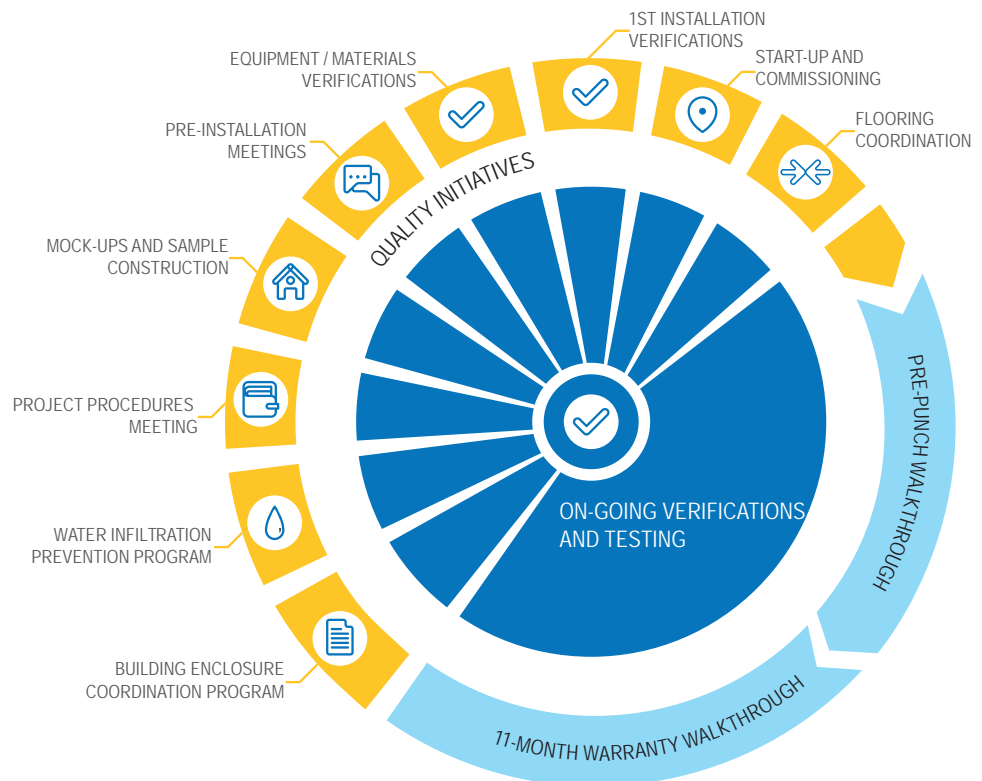 1ST INSTALLATION
VERIFICATIONS
EQUIPMENT / MATERIALS
VERIFICATIONS
START-UP AND
COMMISSIONING
PRE-INSTALLATION
MEETINGS
FLOORING
COORDINATION
QUALITY INITIATIVES
MOCK-UPS AND SAMPLE
CONSTRUCTION
PROJECT PROCEDURES
MEETING
PRE-PUNCH WALKTHROUGH
ON-GOING VERIFICATIONS
AND TESTING
WATER INFILTRATION
PREVENTION PROGRAM
BUILDING ENCLOSURE
COORDINATION PROGRAM
11-MONTH WARRANTY WALKTHROUGH